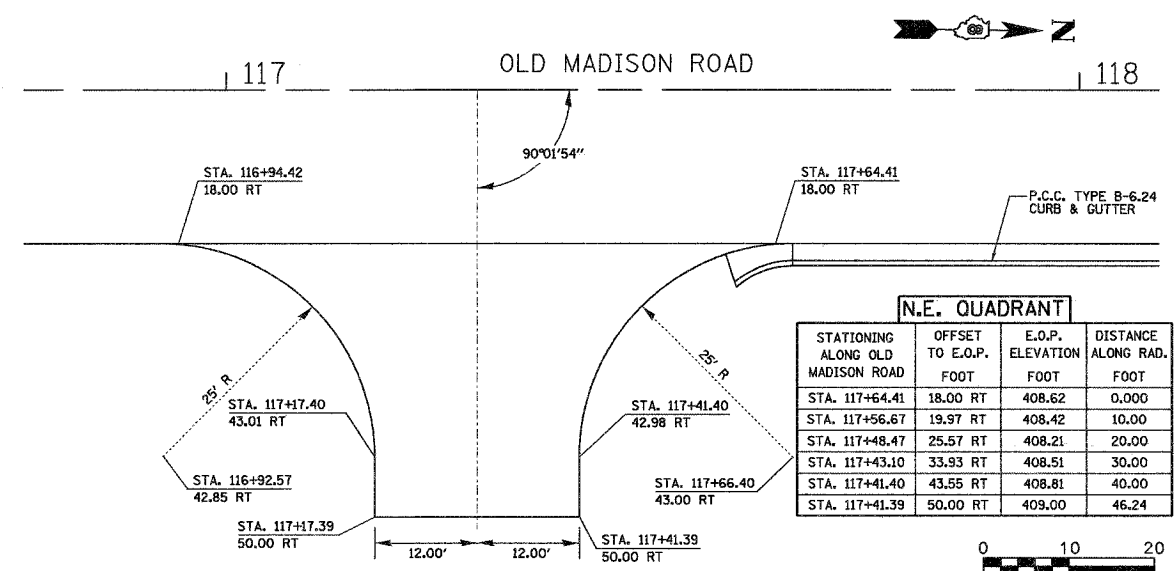 N
OLD MADISON ROAD
117
118
90°01'54"
STA. 116+94.42
18.00 RT
STA. 117+64.41
18.00 RT
P.C.C. TYPE B-6.24
CURB & GUTTER
25' R
25' R
STA. 117+17.40
43.01 RT
STA. 117+41.40
42.98 RT
STA. 116+92.57
42.85 RT
STA. 117+66.40
43.00 RT
STA. 117+17.39
50.00 RT
STA. 117+41.39
50.00 RT
12.00'
12.00'
N.E. QUADRANT
STATIONING ALONG OLD MADISON ROAD
OFFSET TO E.O.P. FOOT
E.O.P. ELEVATION FOOT
DISTANCE ALONG RAD. FOOT
STA. 117+64.41 18.00 RT 408.62 0.000
STA. 117+56.67 19.97 RT 408.42 10.00
STA. 117+48.47 25.57 RT 408.21 20.00
STA. 117+43.10 33.93 RT 408.51 30.00
STA. 117+41.40 43.55 RT 408.81 40.00
STA. 117+41.39 50.00 RT 409.00 46.24
0 10 20